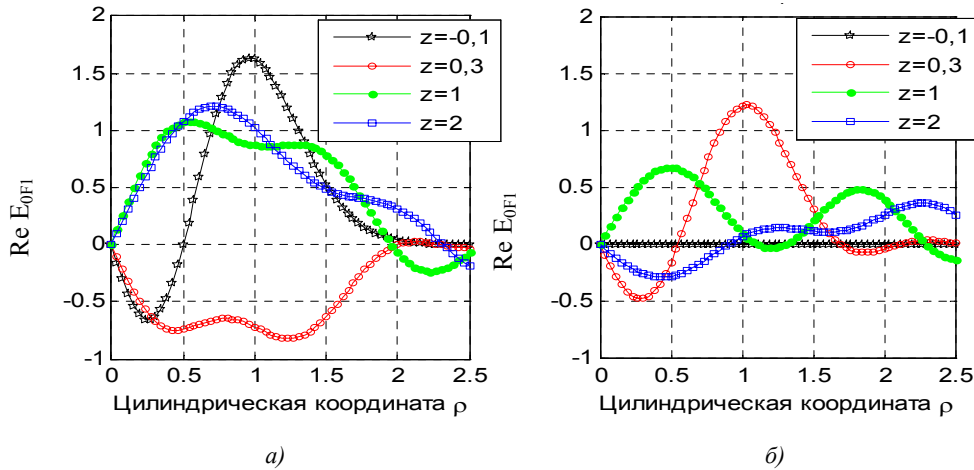 2
1.5
1
0.5
0
-0.5
-1
Re E0F1
z=-0,1
z=0,3
z=1
z=2
0 0.5 1 1.5 2 2.5
Цилиндрическая координата ρ
а)
2
1.5
1
0.5
0
-0.5
-1
Re E0F1
z=-0,1
z=0,3
z=1
z=2
0 0.5 1 1.5 2 2.5
Цилиндрическая координата ρ
б)